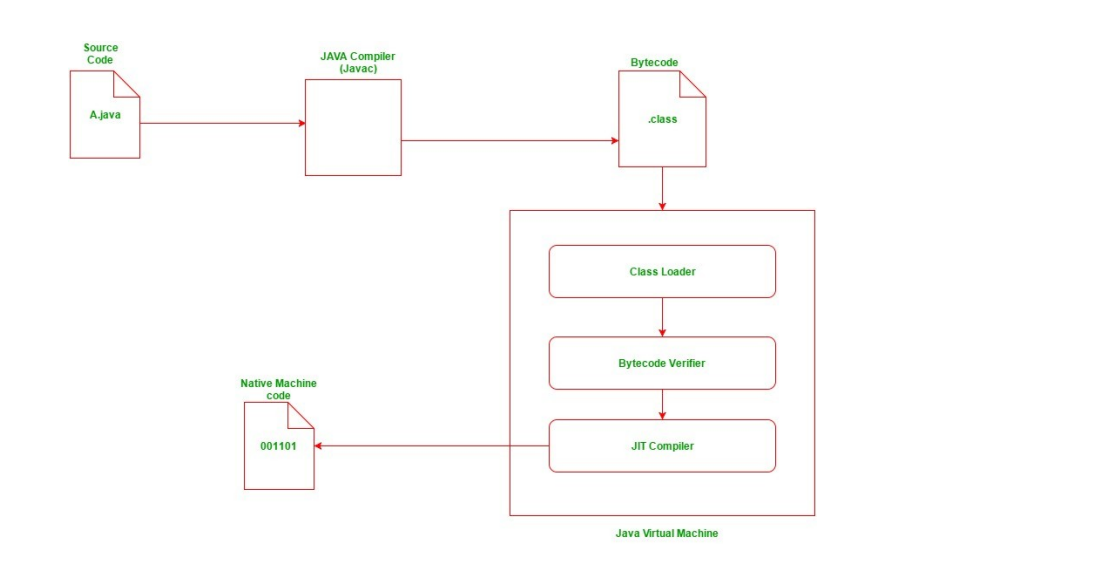 Source
Code
A.java
JAVA Compiler
(Javac)
Bytecode
.class
Class Loader
Bytecode Verifier
JIT Compiler
Native Machine
code
001101
Java Virtual Machine